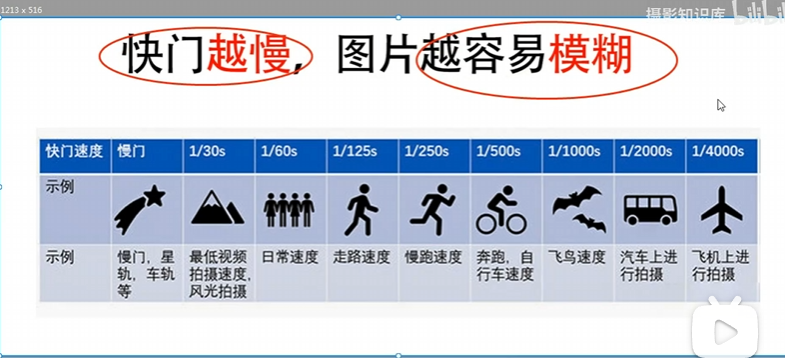 1213 x 516
摄影知识库 bilibili
快门越慢，图片越容易模糊
快门速度 慢门 1/30s 1/60s 1/125s 1/250s 1/500s 1/1000s 1/2000s 1/4000s
示例
示例 慢门，星轨，车轨等 最低视频拍摄速度,风光拍摄 日常速度 走路速度 慢跑速度 奔跑，自行车速度 飞鸟速度 汽车上进行拍摄 飞机上进行拍摄